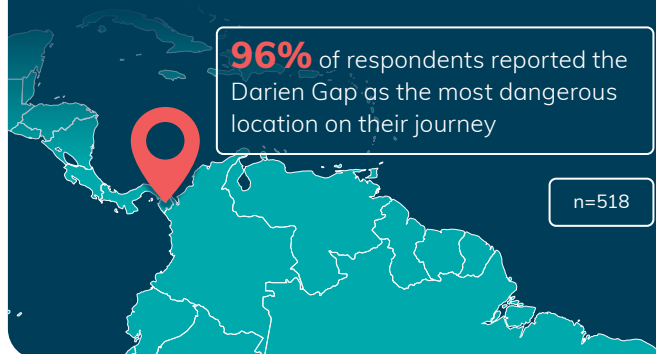 96% of respondents reported the
Darien Gap as the most dangerous
location on their journey
n=518